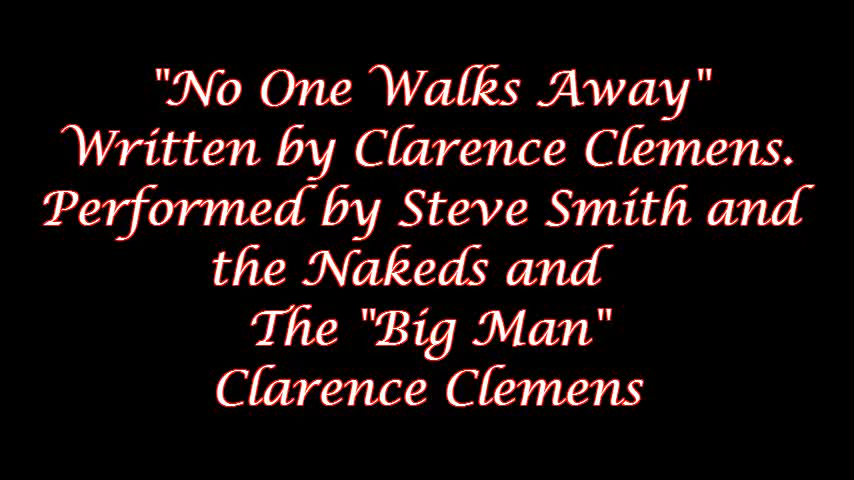 "No One Walks Away"
Written by Clarence Clemens.
Performed by Steve Smith and
the Nakeds and
The "Big Man"
Clarence Clemens